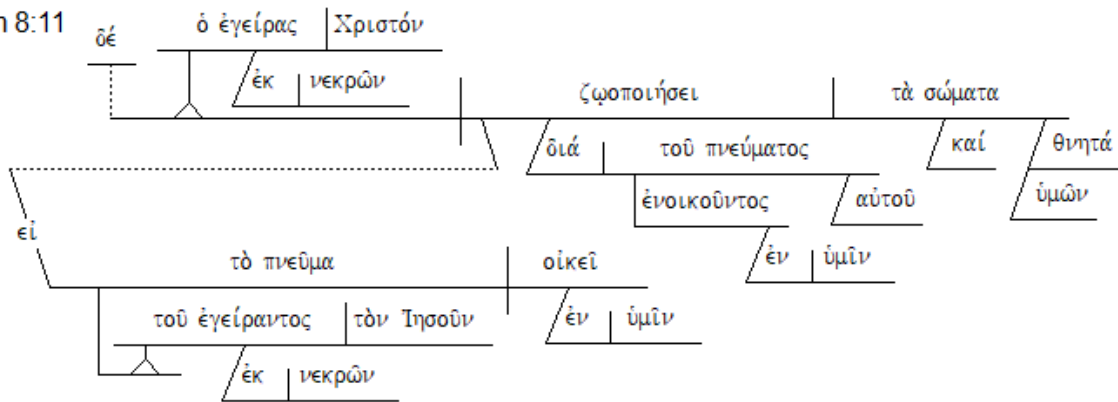 n 8:11
δέ ὁ ἐγείρας Χριστόν
ἐκ νεκρῶν
ζῳοποιήσει τὰ σώματα
διά τοῦ πνεύματος καί θνητά
ἐνοικοῦντος αὐτοῦ ὑμῶν
εἰ
ἐν ὑμῖν
τὸ πνεῦμα οἰκεῖ
τοῦ ἐγείραντος τὸν Ἰησοῦν ἐν ὑμῖν
ἐκ νεκρῶν